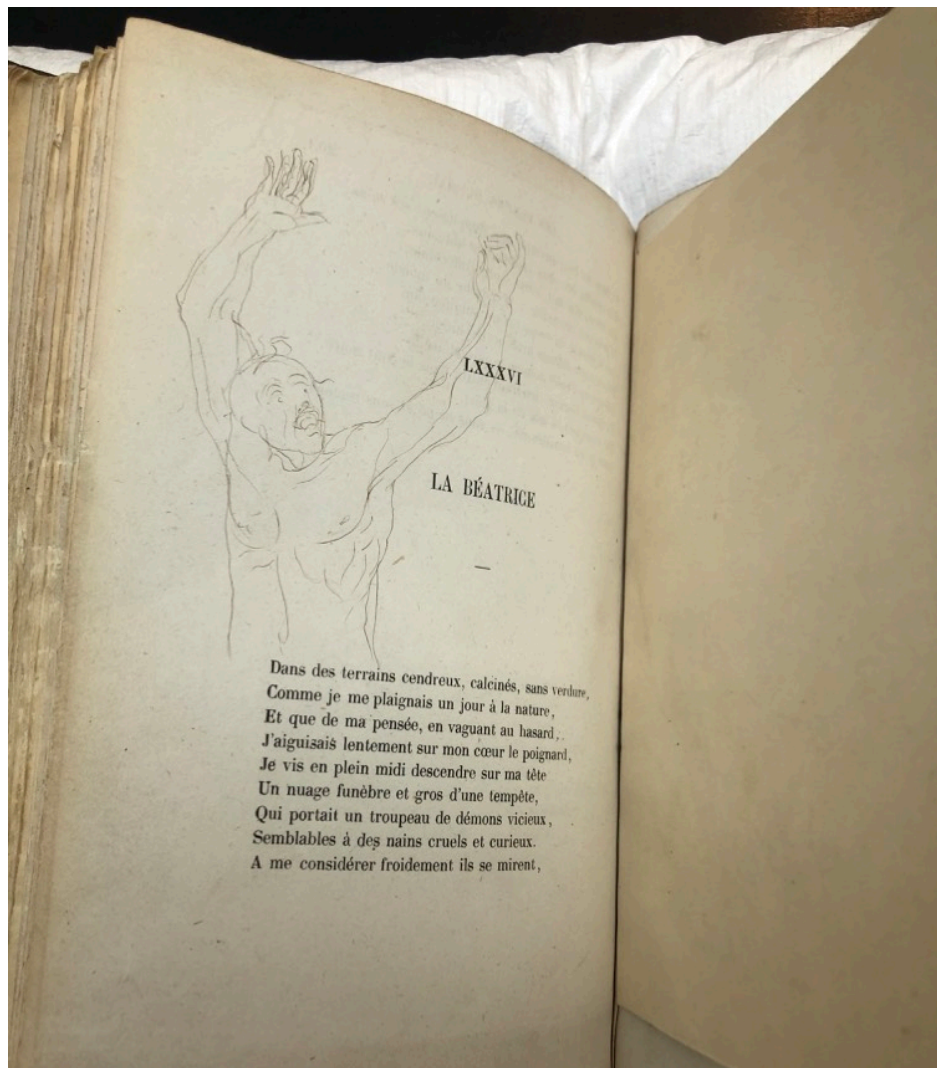 LXXXVI
LA BÉATRICE
—
Dans des terrains cendreux, calcinés, sans verdure,
Comme je me plaignais un jour à la nature,
Et que de ma pensée, en vaguant au hasard,
J'aiguisais lentement sur mon cœur le poignard,
Je vis en plein midi descendre sur ma tête
Un nuage funèbre et gros d'une tempête,
Qui portait un troupeau de démons vicieux,
Semblables à des nains cruels et curieux.
A me considérer froidement ils se mirent,